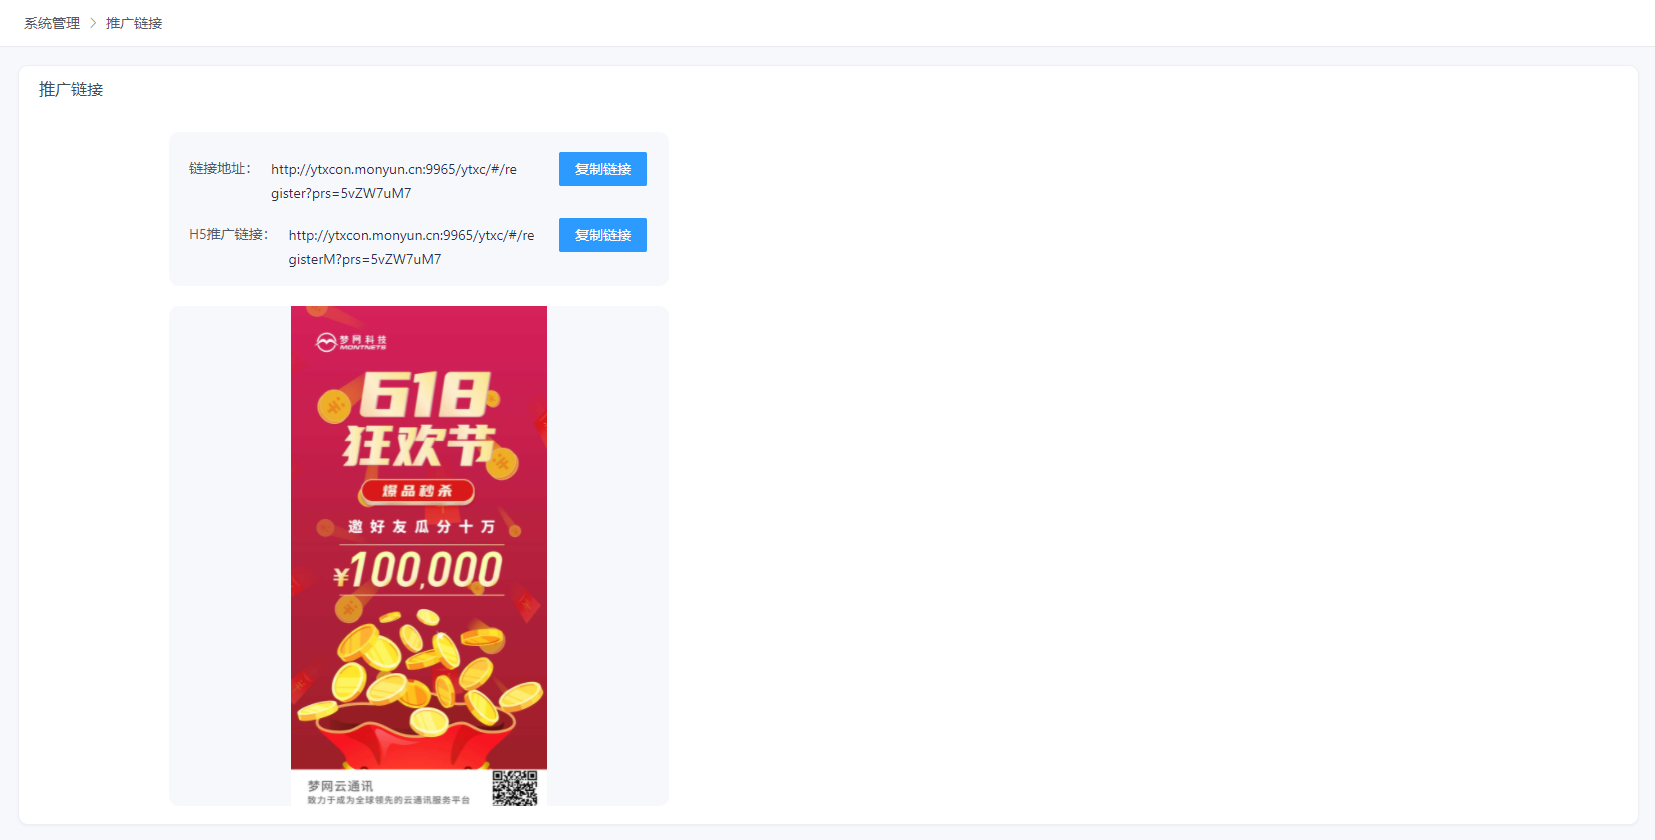 系统管理 > 推广链接
推广链接
链接地址：
http://ytxcon.monyun.cn:9965/ytxc/#/re
gister?prs=5vZW7uM7
复制链接
H5推广链接：
http://ytxcon.monyun.cn:9965/ytxc/#/re
gisterM?prs=5vZW7uM7
复制链接
梦网科技
MONTNETS
618
狂欢节
爆品秒杀
邀好友瓜分十万
¥100,000
梦网云通讯
致力于成为全球领先的云通讯服务平台